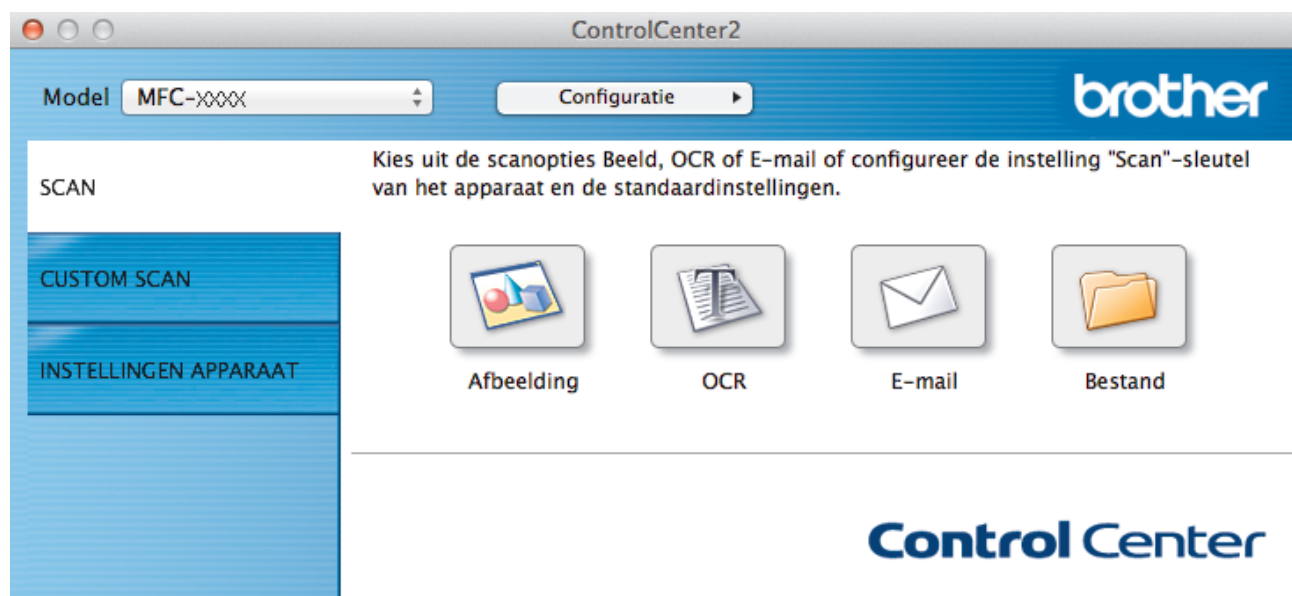 ControlCenter2
Model MFC-xxxx Configuratie brother
Kies uit de scanopties Beeld, OCR of E-mail of configureer de instelling "Scan"-sleutel
van het apparaat en de standaardinstellingen.
SCAN
CUSTOM SCAN
INSTELLINGEN APPARAAT
Afbeelding OCR E-mail Bestand
Control Center